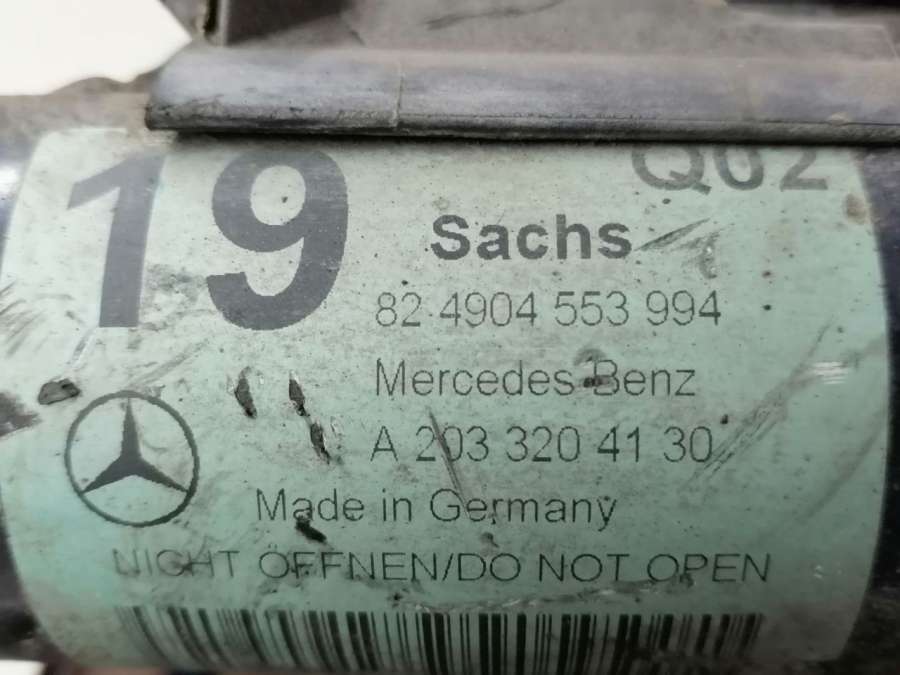 19
Q02
Sachs
82 4904 553 994
Mercedes-Benz
A 203 320 41 30
Made in Germany
NICHT ÖFFNEN/DO NOT OPEN